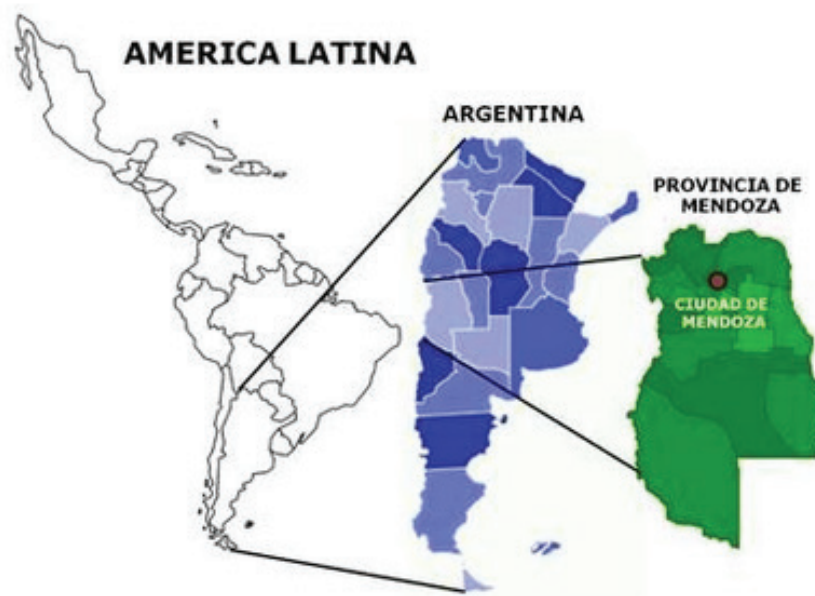 AMERICA LATINA
ARGENTINA
PROVINCIA DE
MENDOZA
CIUDAD DE
MENDOZA